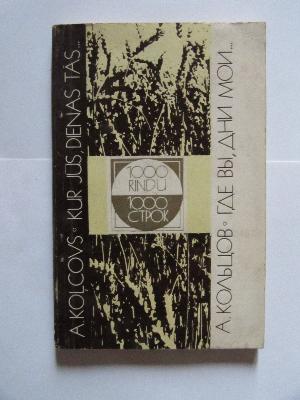 A.KOLCOVS • KUR JŪS, DIENAS TĀS...
1000
RINDU
1000
СТРОК
А.КОЛЬЦОВ • ГДЕ ВЫ, ДНИ МОИ...